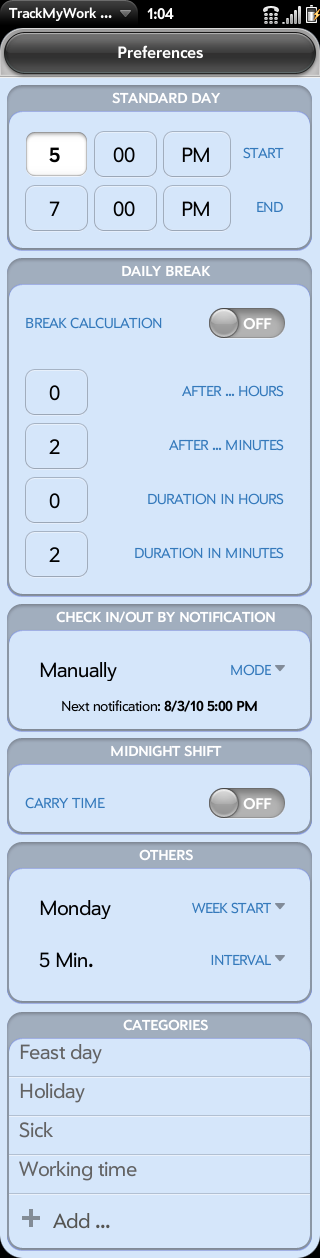 TrackMyWork ... 1:04
Preferences
STANDARD DAY
5 00 PM START
7 00 PM END
DAILY BREAK
BREAK CALCULATION OFF
0 AFTER ... HOURS
2 AFTER ... MINUTES
0 DURATION IN HOURS
2 DURATION IN MINUTES
CHECK IN/OUT BY NOTIFICATION
Manually MODE
Next notification: 8/3/10 5:00 PM
MIDNIGHT SHIFT
CARRY TIME OFF
OTHERS
Monday WEEK START
5 Min. INTERVAL
CATEGORIES
Feast day
Holiday
Sick
Working time
+ Add ...